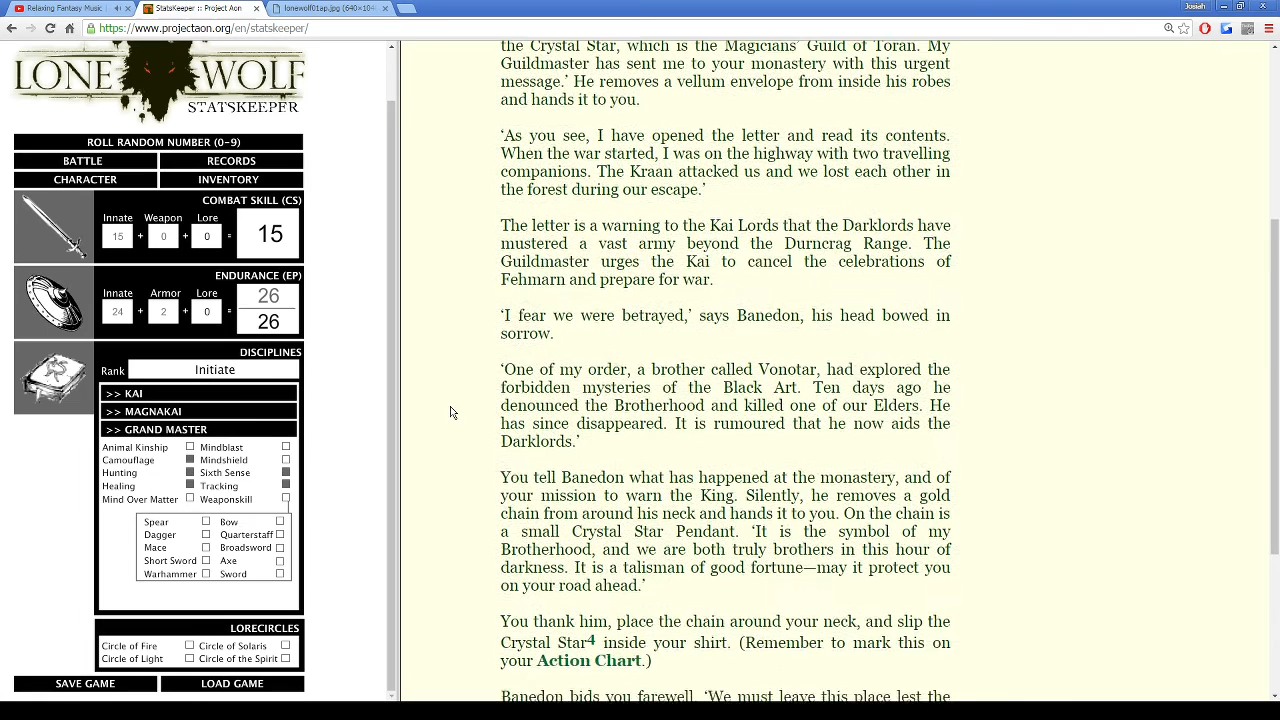 Relaxing Fantasy Music
StatsKeeper :: Project Aon
lonewolf01ap.jpg (640×104
Josiah
https://www.projectaon.org/en/statskeeper/
LONE WOLF
STATSKEEPER
ROLL RANDOM NUMBER (0-9)
BATTLE
RECORDS
CHARACTER
INVENTORY
COMBAT SKILL (CS)
Innate Weapon Lore
15 + 0 + 0 = 15
ENDURANCE (EP)
Innate Armor Lore
26
24 + 2 + 0 =
26
DISCIPLINES
Rank Initiate
>> KAI
>> MAGNAKAI
>> GRAND MASTER
Animal Kinship Mindblast
Camouflage Mindshield
Hunting Sixth Sense
Healing Tracking
Mind Over Matter Weaponskill
Spear Bow
Dagger Quarterstaff
Mace Broadsword
Short Sword Axe
Warhammer Sword
LORECIRCLES
Circle of Fire Circle of Solaris
Circle of Light Circle of the Spirit
SAVE GAME
LOAD GAME
the Crystal Star, which is the Magicians’ Guild of Toran. My
Guildmaster has sent me to your monastery with this urgent
message.’ He removes a vellum envelope from inside his robes
and hands it to you.
‘As you see, I have opened the letter and read its contents.
When the war started, I was on the highway with two travelling
companions. The Kraan attacked us and we lost each other in
the forest during our escape.’
The letter is a warning to the Kai Lords that the Darklords have
mustered a vast army beyond the Durncrag Range. The
Guildmaster urges the Kai to cancel the celebrations of
Fehmarn and prepare for war.
‘I fear we were betrayed,’ says Banedon, his head bowed in
sorrow.
‘One of my order, a brother called Vonotar, had explored the
forbidden mysteries of the Black Art. Ten days ago he
denounced the Brotherhood and killed one of our Elders. He
has since disappeared. It is rumoured that he now aids the
Darklords.’
You tell Banedon what has happened at the monastery, and of
your mission to warn the King. Silently, he removes a gold
chain from around his neck and hands it to you. On the chain is
a small Crystal Star Pendant. ‘It is the symbol of my
Brotherhood, and we are both truly brothers in this hour of
darkness. It is a talisman of good fortune—may it protect you
on your road ahead.’
You thank him, place the chain around your neck, and slip the
Crystal Star4 inside your shirt. (Remember to mark this on
your Action Chart.)
Banedon bids you farewell. ‘We must leave this place lest the